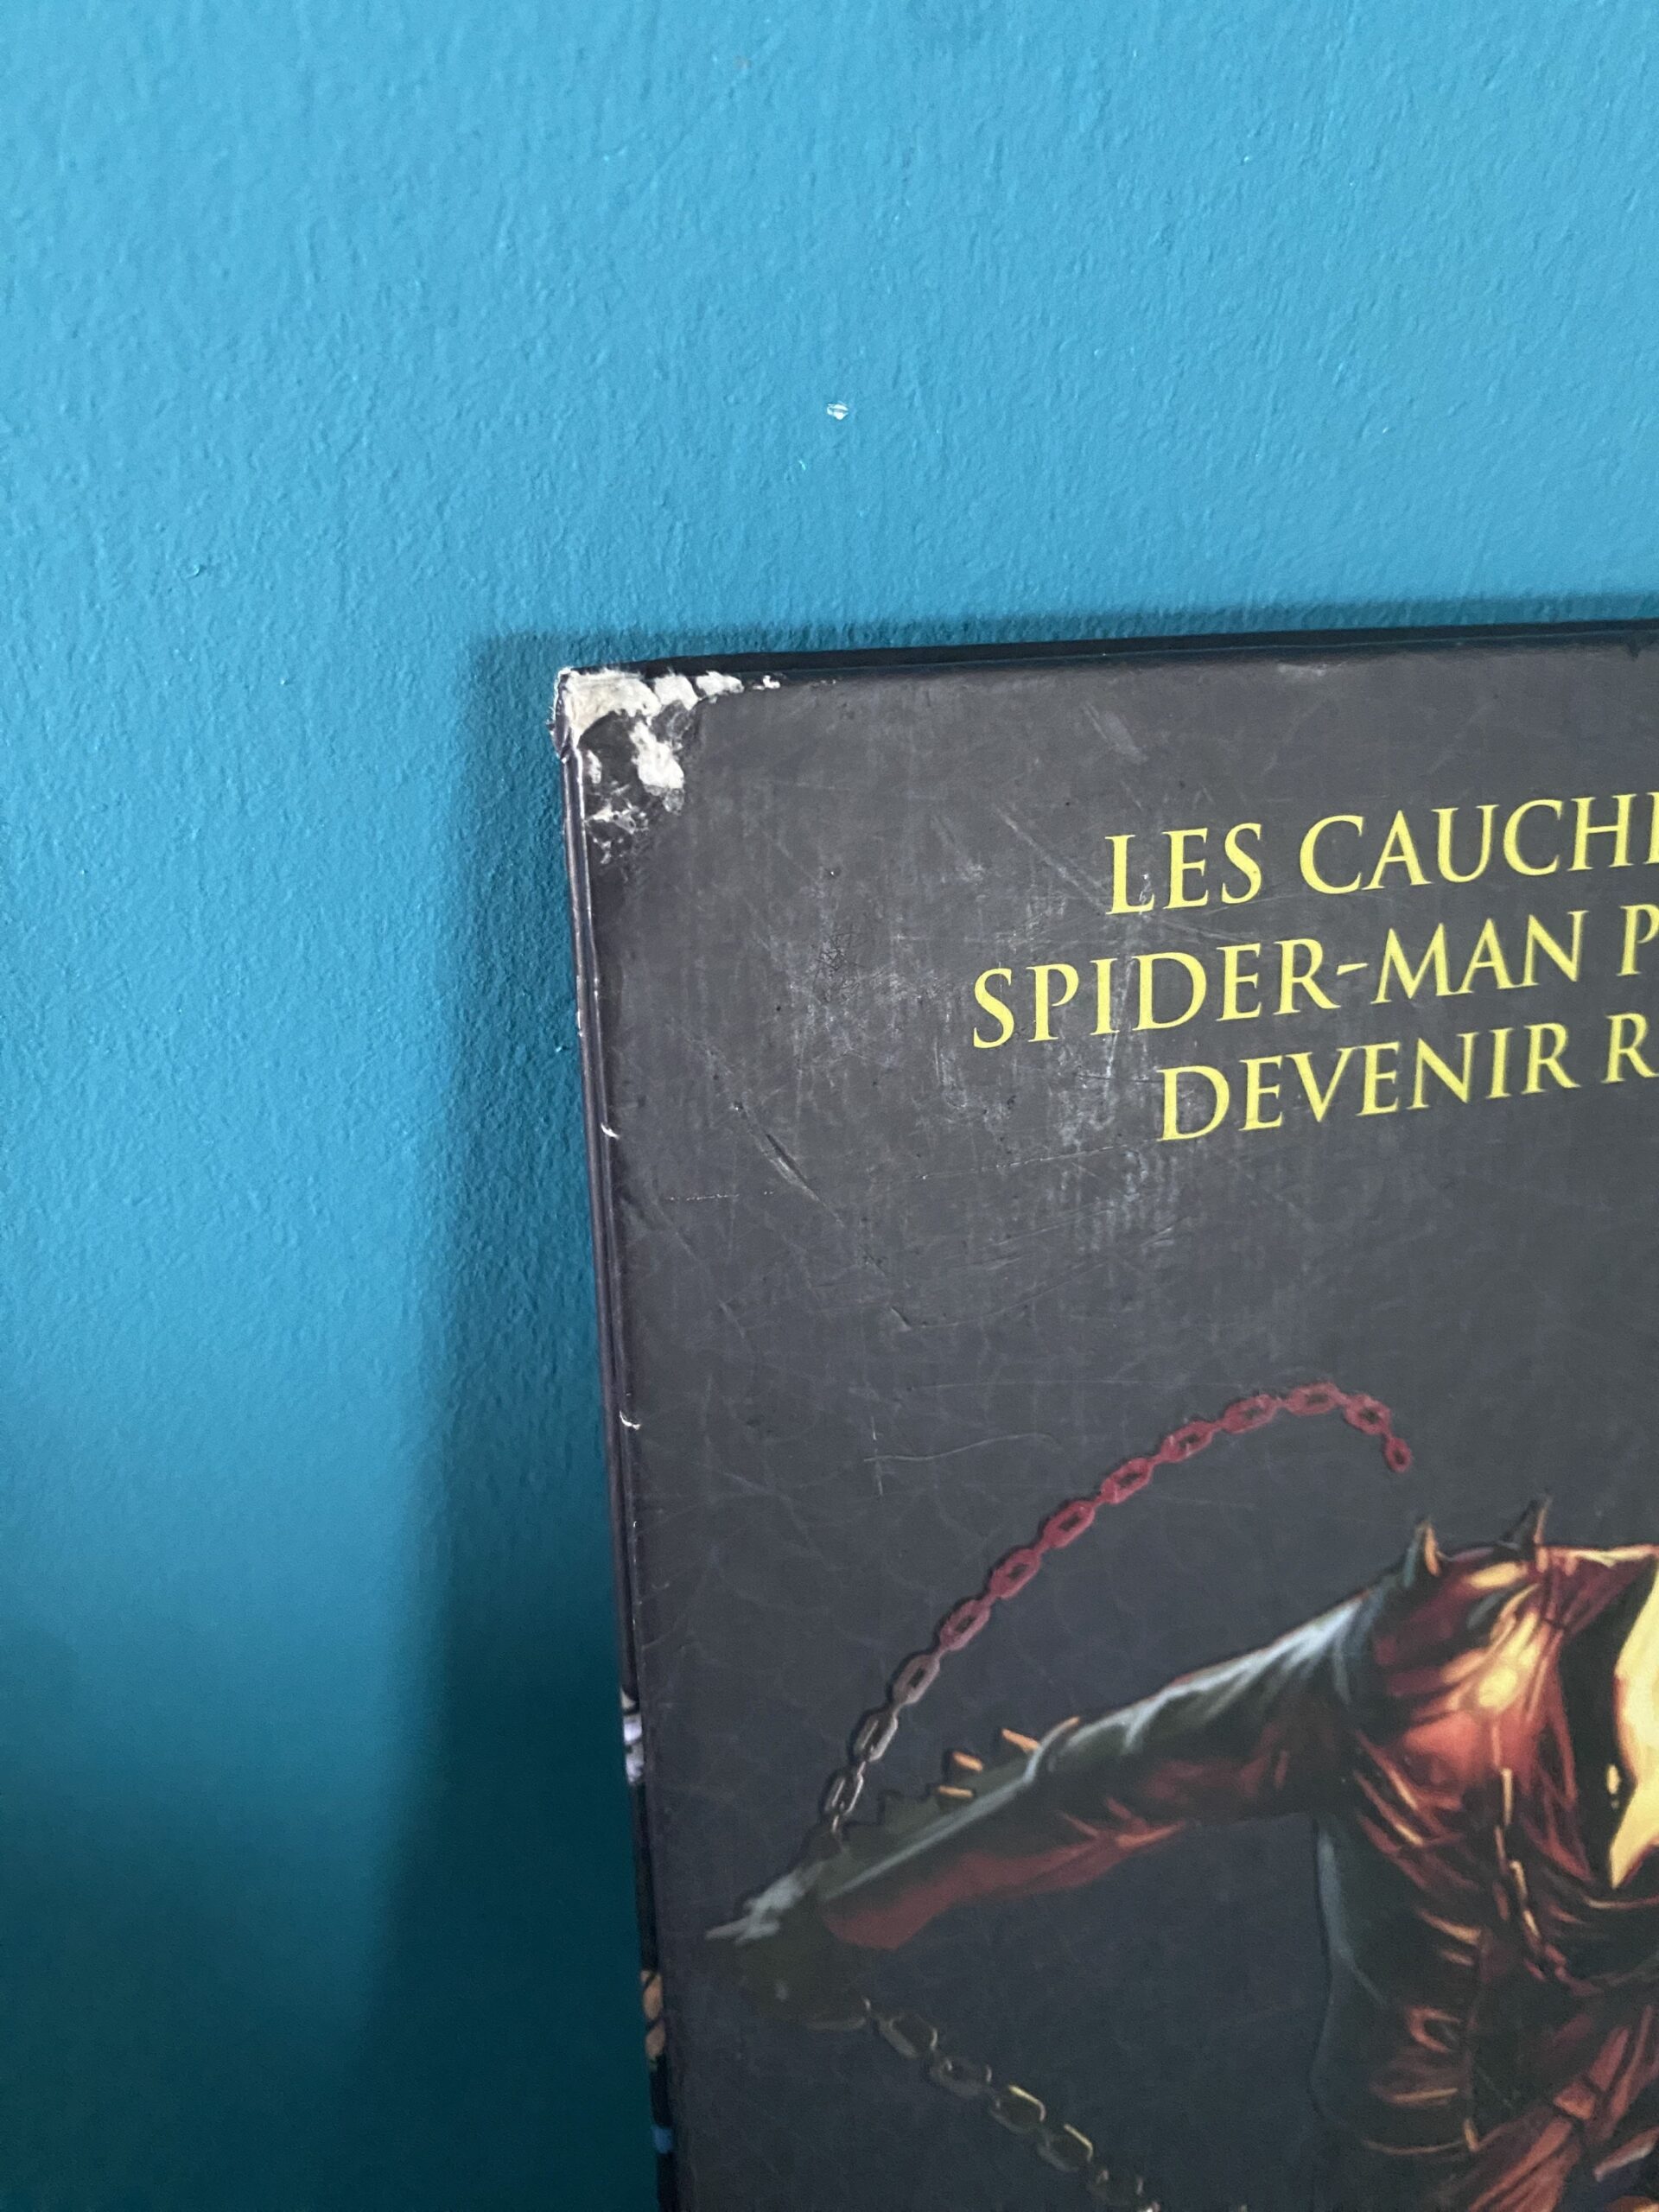 LES CAUCHE
SPIDER-MAN P
DEVENIR R